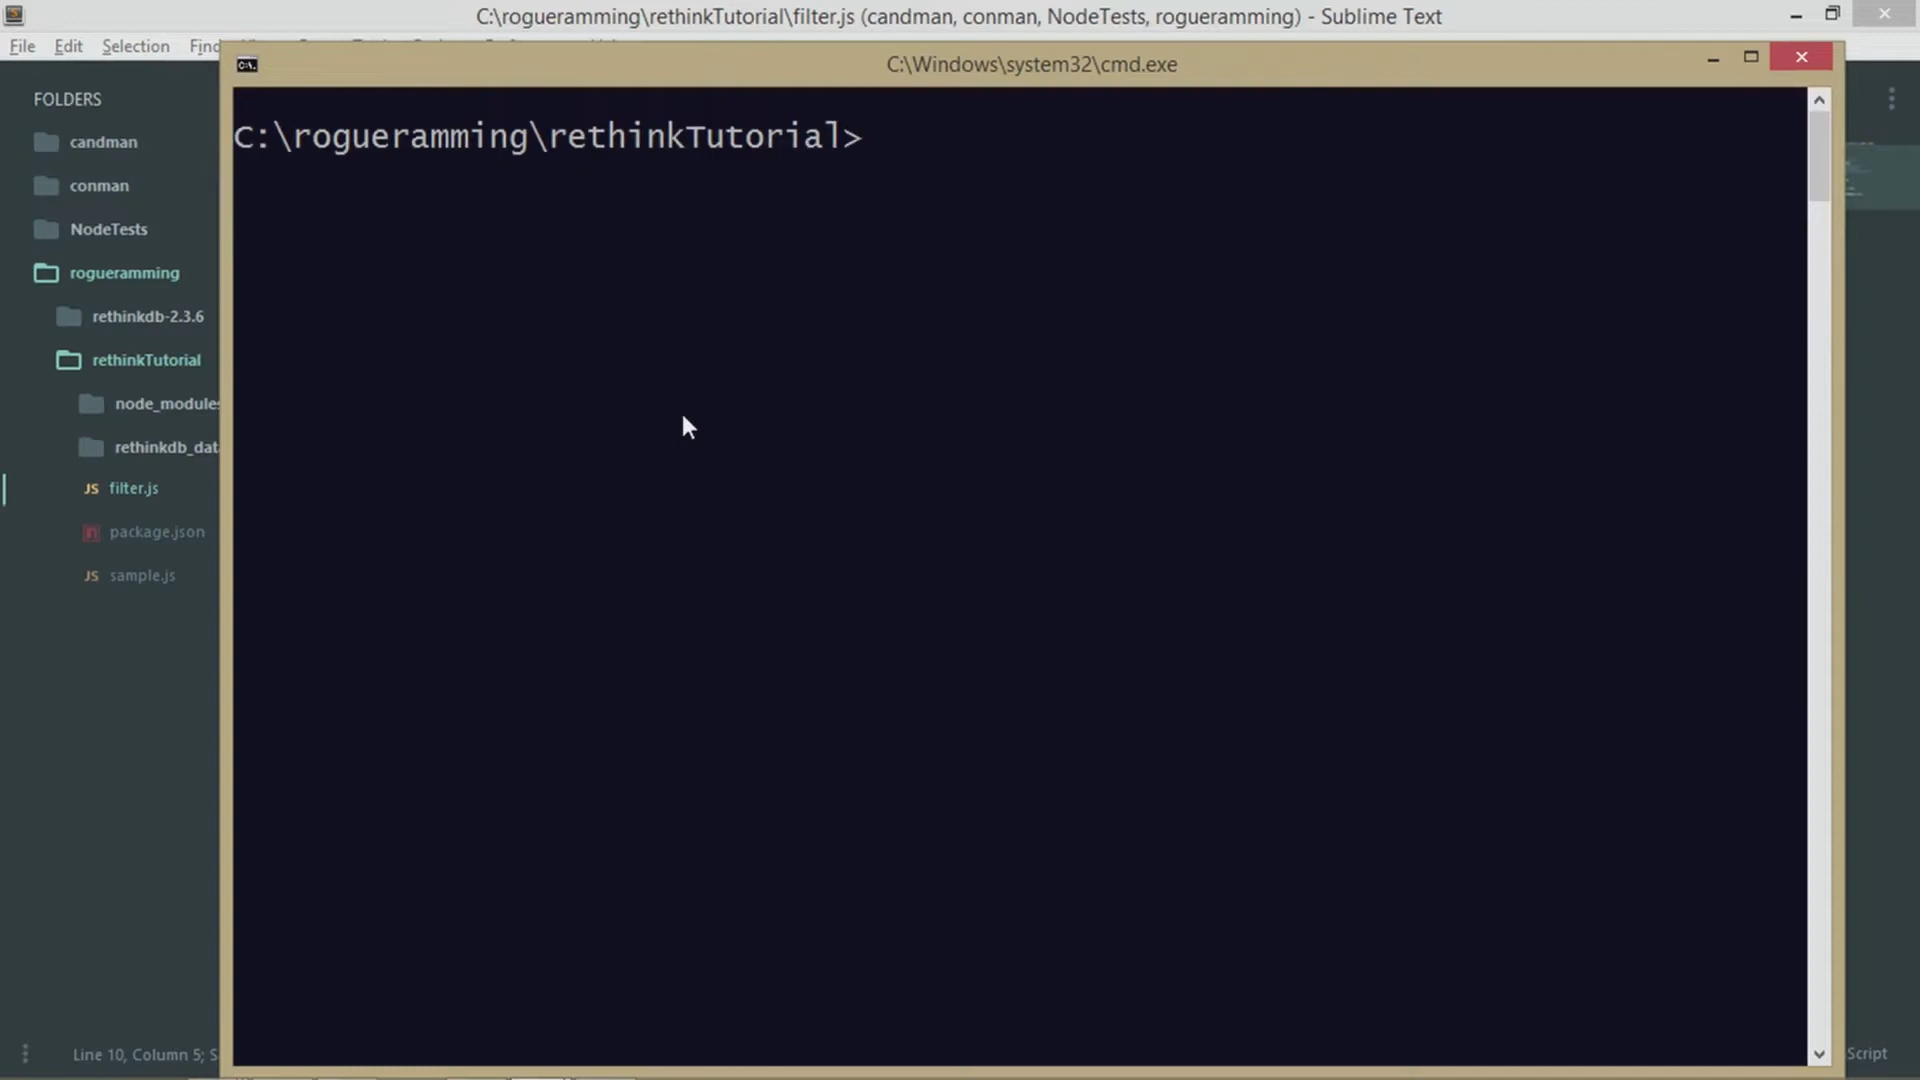 C:\rogueramming\rethinkTutorial\filter.js (candman, conman, NodeTests, rogueramming) - Sublime Text
File Edit Selection Find
C:\.
C:\Windows\system32\cmd.exe
C:\rogueramming\rethinkTutorial>
FOLDERS
candman
conman
NodeTests
rogueramming
rethinkdb-2.3.6
rethinkTutorial
node_modules
rethinkdb_dat
JS filter.js
n package.json
JS sample.js
Line 10, Column 5; S
Script